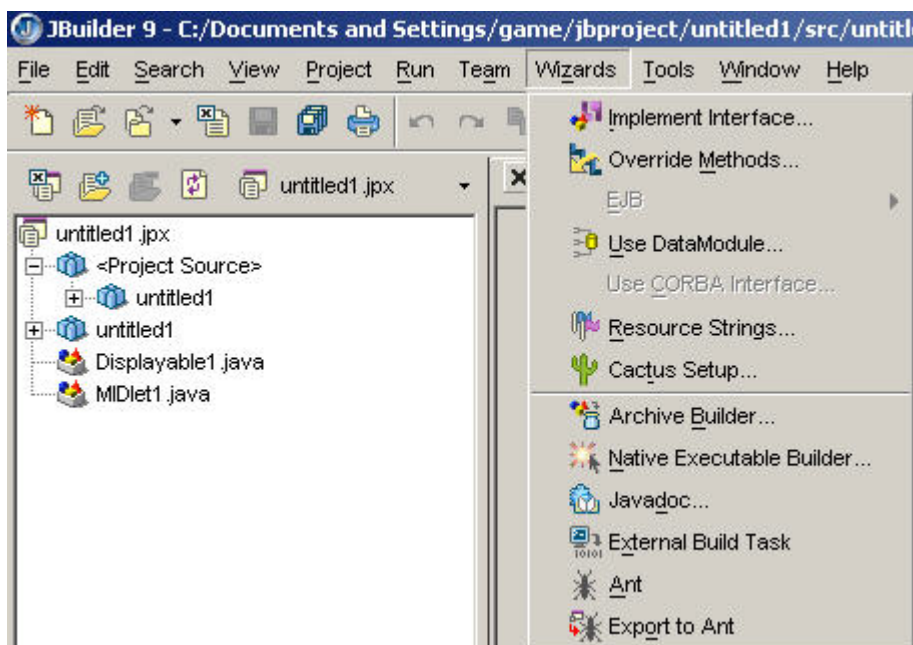 JBuilder 9 - C:/Documents and Settings/game/jbproject/untitled1/src/untitl
File Edit Search View Project Run Team Wizards Tools Window Help
untitled1.jpx
untitled1.jpx
<Project Source>
untitled1
untitled1
Displayable1.java
MIDlet1.java
Implement Interface...
Override Methods...
EJB
Use DataModule...
Use CORBA Interface...
Resource Strings...
Cactus Setup...
Archive Builder...
Native Executable Builder...
Javadoc...
External Build Task
Ant
Export to Ant